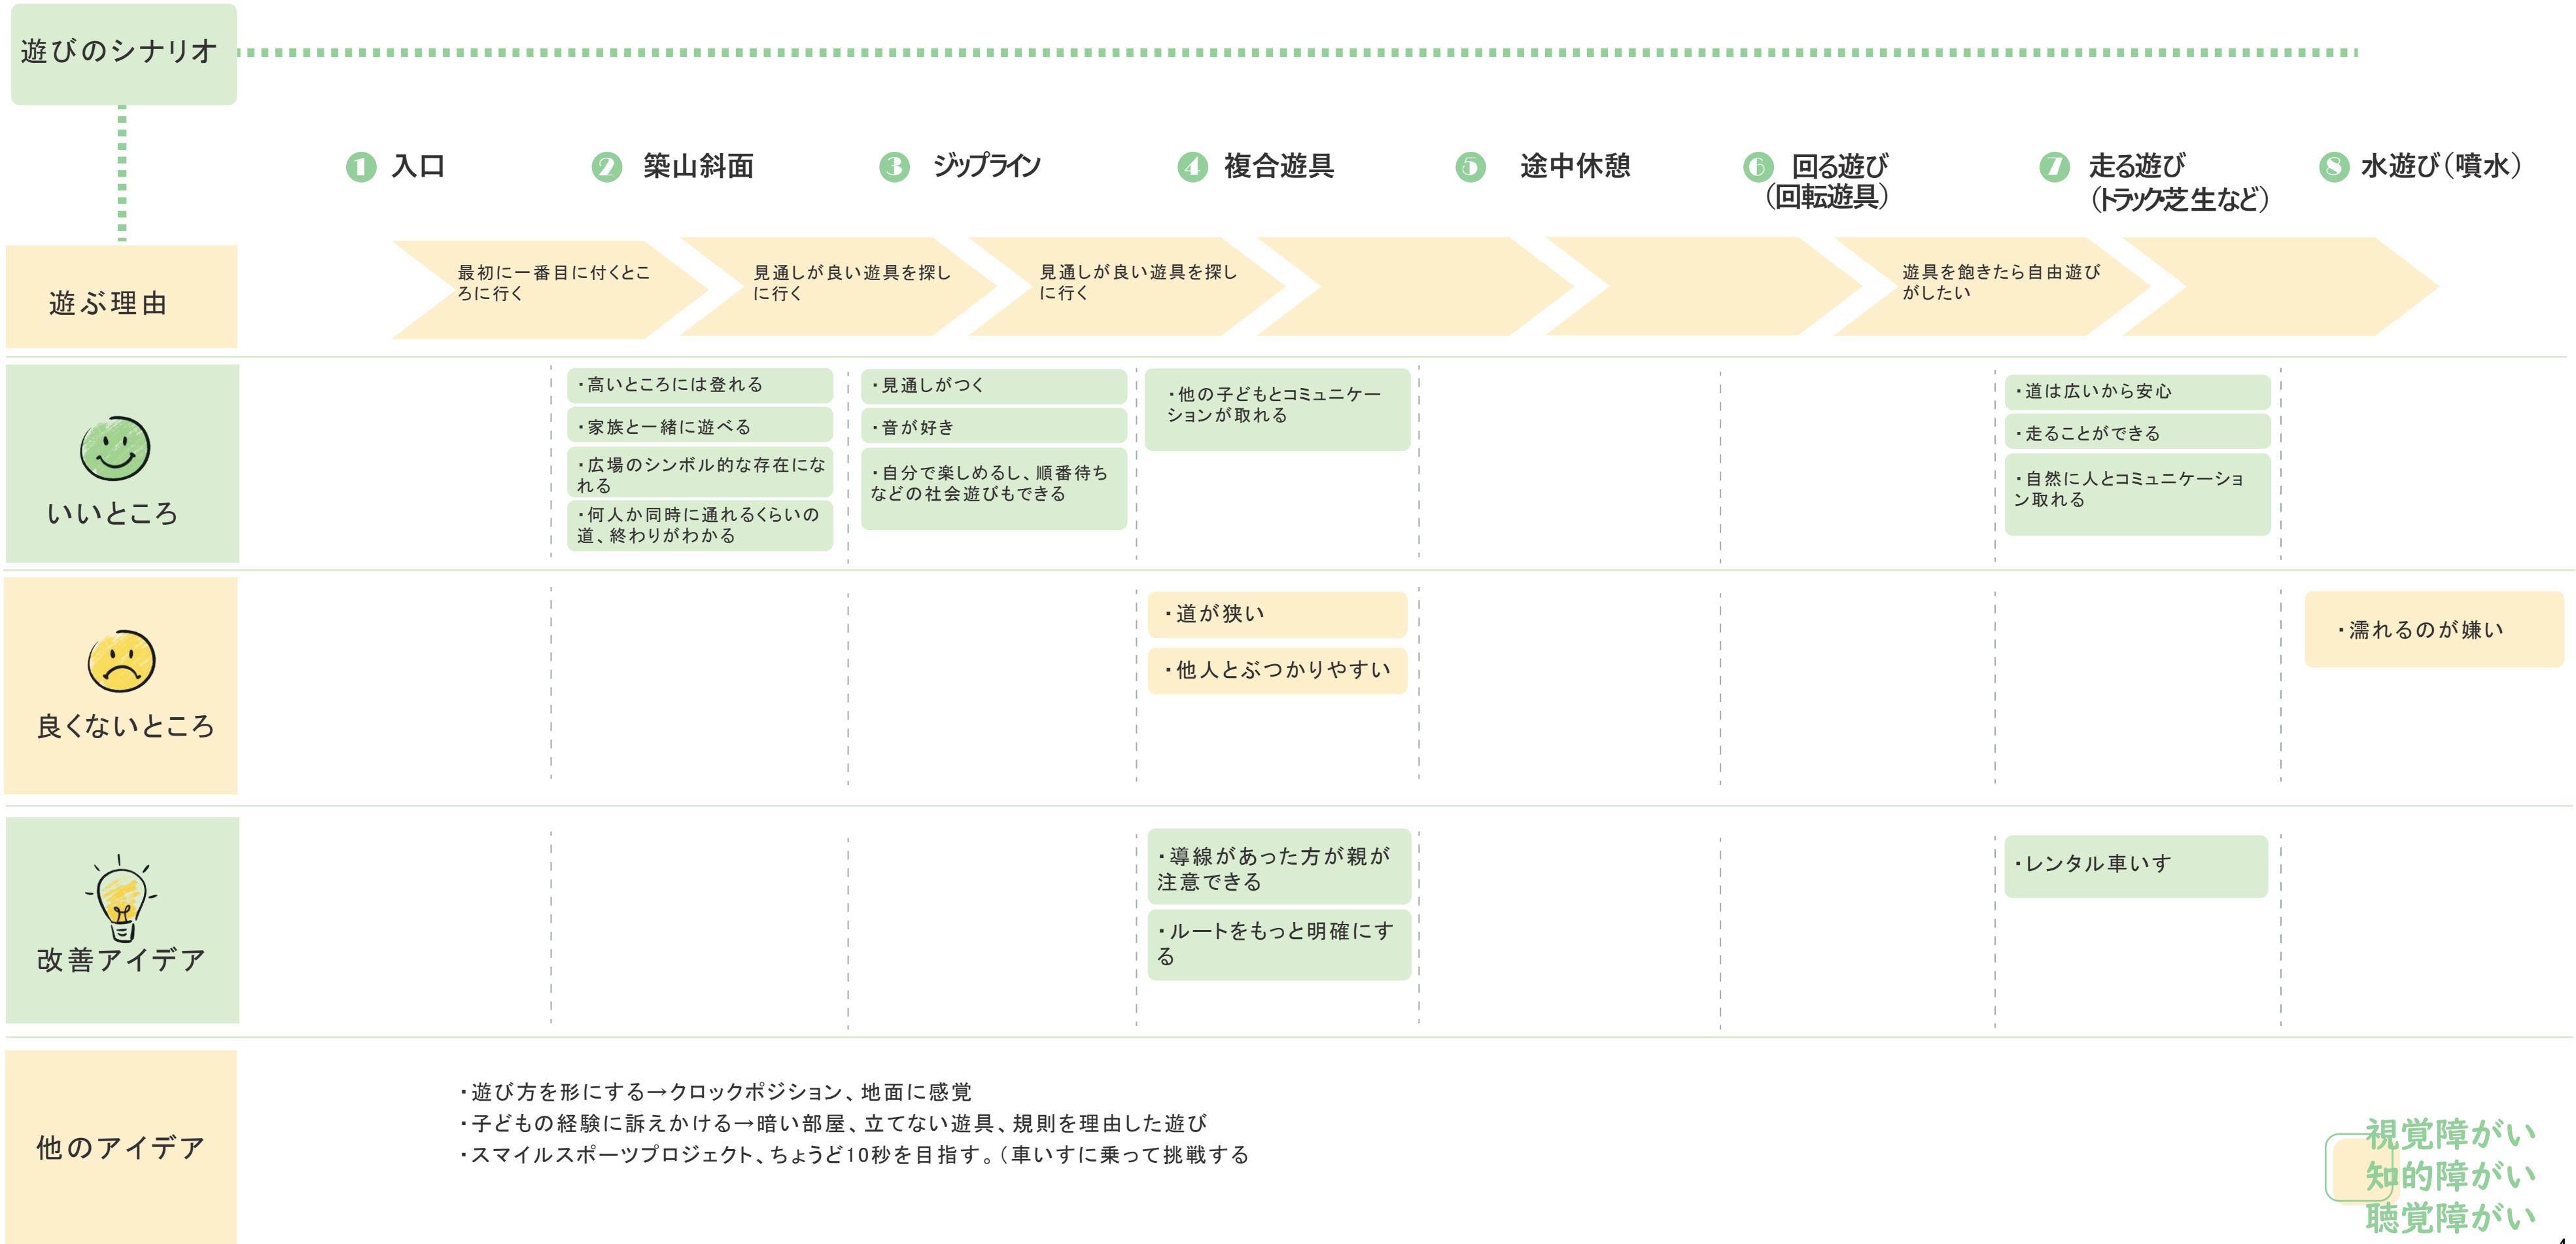 遊びのシナリオ
1 入口
2 築山斜面
3 ジップライン
4 複合遊具
5 途中休憩
6 回る遊び
(回転遊具)
7 走る遊び
(トラック芝生など)
8 水遊び(噴水)
遊ぶ理由
最初に一番目に付くとこ
ろに行く
見通しが良い遊具を探し
に行く
見通しが良い遊具を探し
に行く
遊具を飽きたら自由遊び
がしたい
いいところ
・高いところには登れる
・家族と一緒に遊べる
・広場のシンボル的な存在にな
れる
・何人か同時に通れるくらいの
道、終わりがわかる
・見通しがつく
・音が好き
・自分で楽しめるし、順番待ち
などの社会遊びもできる
・他の子どもとコミュニケー
ションが取れる
・道は広いから安心
・走ることができる
・自然に人とコミュニケーショ
ン取れる
良くないところ
・道が狭い
・他人とぶつかりやすい
・濡れるのが嫌い
改善アイデア
・導線があった方が親が
注意できる
・ルートをもっと明確にす
る
・レンタル車いす
他のアイデア
・遊び方を形にする→クロックポジション、地面に感覚
・子どもの経験に訴えかける→暗い部屋、立てない遊具、規則を理由した遊び
・スマイルスポーツプロジェクト、ちょうど10秒を目指す。(車いすに乗って挑戦する
視覚障がい
知的障がい
聴覚障がい